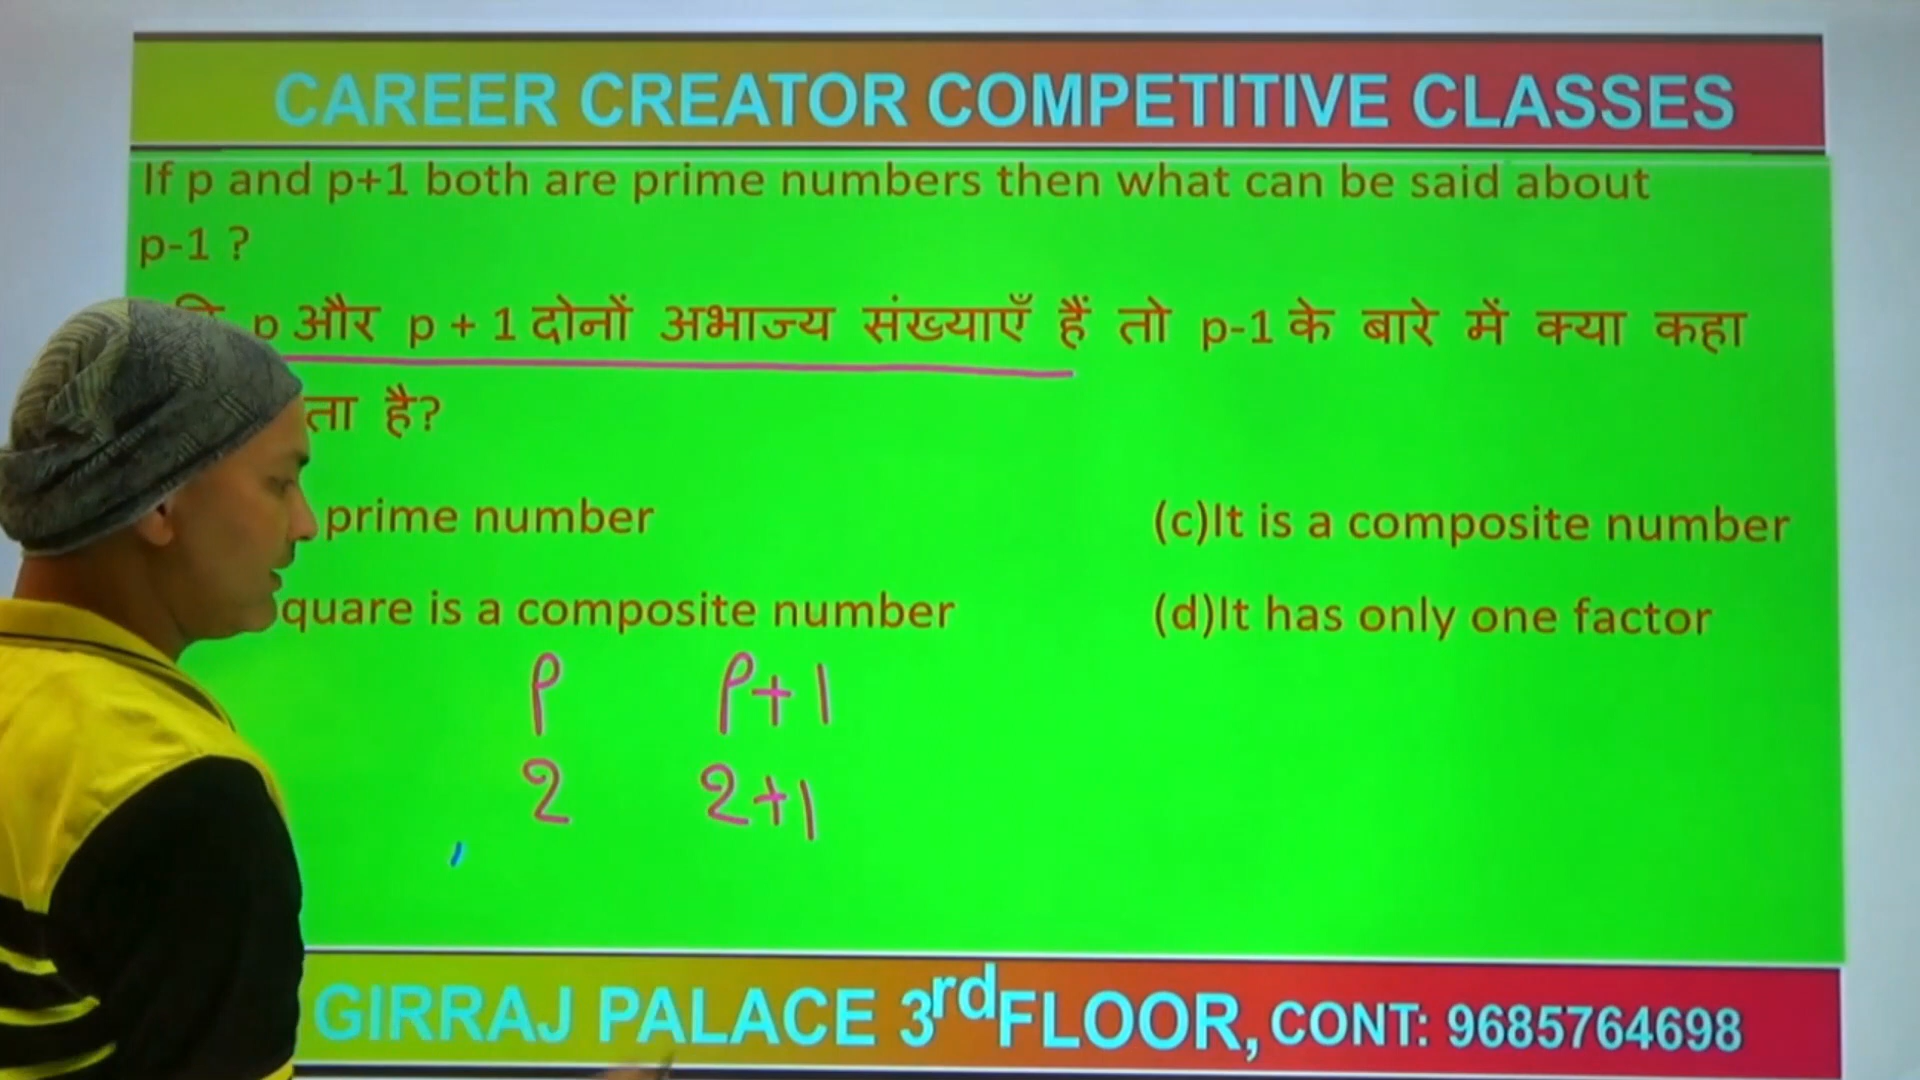 CAREER CREATOR COMPETITIVE CLASSES
If p and p+1 both are prime numbers then what can be said about
p-1 ?
p और p + 1 दोनों अभाज्य संख्याएँ हैं तो p-1 के बारे में क्या कहा
ता है?
prime number
(c)It is a composite number
quare is a composite number
(d)It has only one factor
P P+1
2 2+1
GIRRAJ PALACE 3rd FLOOR, CONT: 9685764698